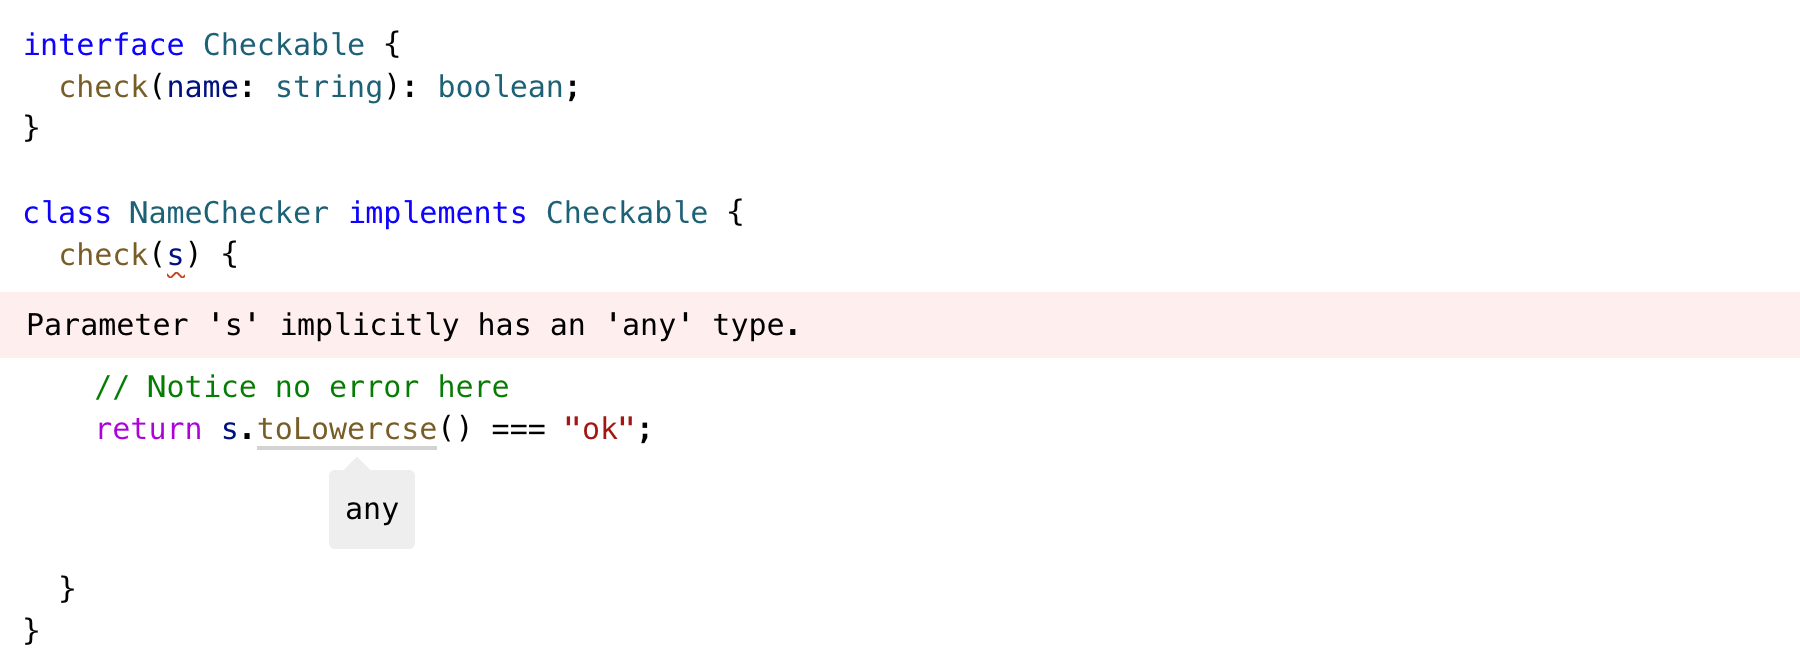 interface Checkable {
  check(name: string): boolean;
}

class NameChecker implements Checkable {
  check(s) {
Parameter 's' implicitly has an 'any' type.
    // Notice no error here
    return s.toLowercse() === "ok";
any
  }
}